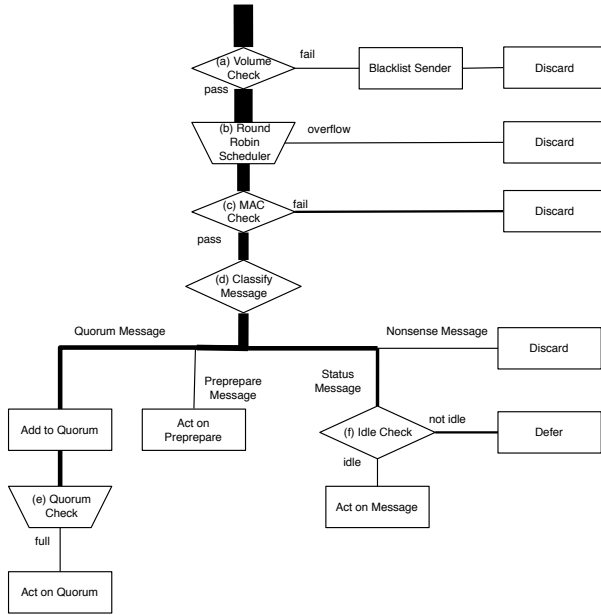 (a) Volume
Check
fail
Blacklist Sender
Discard
pass
(b) Round
Robin
Scheduler
overflow
Discard
(c) MAC
Check
fail
Discard
pass
(d) Classify
Message
Quorum Message
Nonsense Message
Discard
Preprepare
Message
Status
Message
Add to Quorum
Act on
Preprepare
(f) Idle Check
not idle
Defer
idle
(e) Quorum
Check
Act on Message
full
Act on Quorum